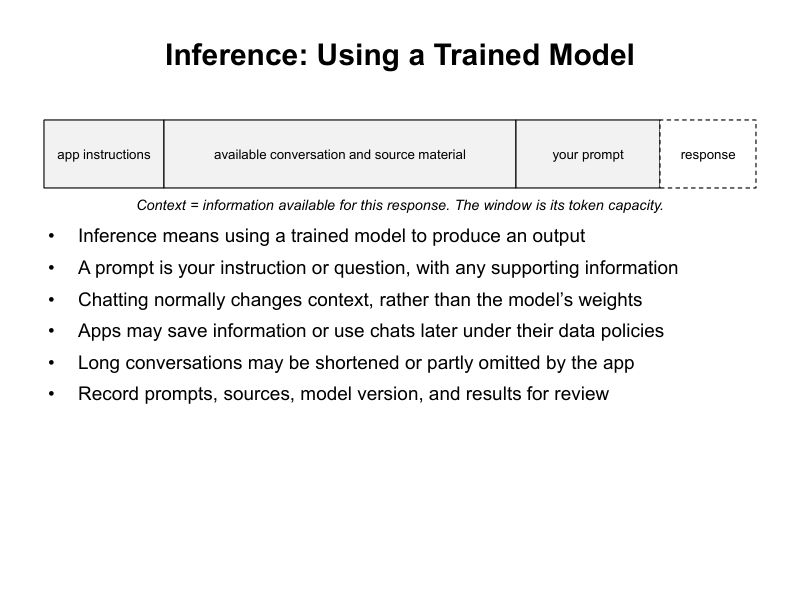 Inference: Using a Trained Model
app instructions
available conversation and source material
your prompt
response
Context = information available for this response. The window is its token capacity.
• Inference means using a trained model to produce an output
• A prompt is your instruction or question, with any supporting information
• Chatting normally changes context, rather than the model’s weights
• Apps may save information or use chats later under their data policies
• Long conversations may be shortened or partly omitted by the app
• Record prompts, sources, model version, and results for review